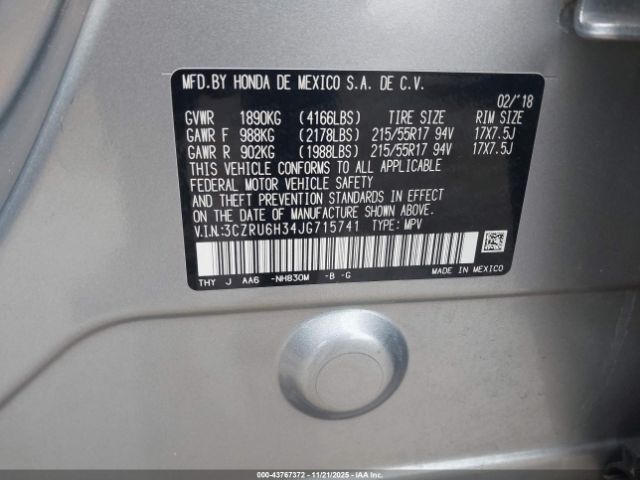 MFD.BY HONDA DE MEXICO S.A. DE C.V.
02/'18
GVWR 1890KG (4166LBS) TIRE SIZE RIM SIZE
GAWR F 988KG (2178LBS) 215/55R17 94V 17X7.5J
GAWR R 902KG (1988LBS) 215/55R17 94V 17X7.5J
THIS VEHICLE CONFORMS TO ALL APPLICABLE
FEDERAL MOTOR VEHICLE SAFETY
AND THEFT PREVENTION STANDARDS IN EFFECT
ON THE DATE OF MANUFACTURE SHOWN ABOVE.
V.I.N:3CZRU6H34JG715741 TYPE: MPV
THY J AA6 -NH830M -B -G
MADE IN MEXICO
000-43767372 - 11/21/2025 - IAAI Chicago-South